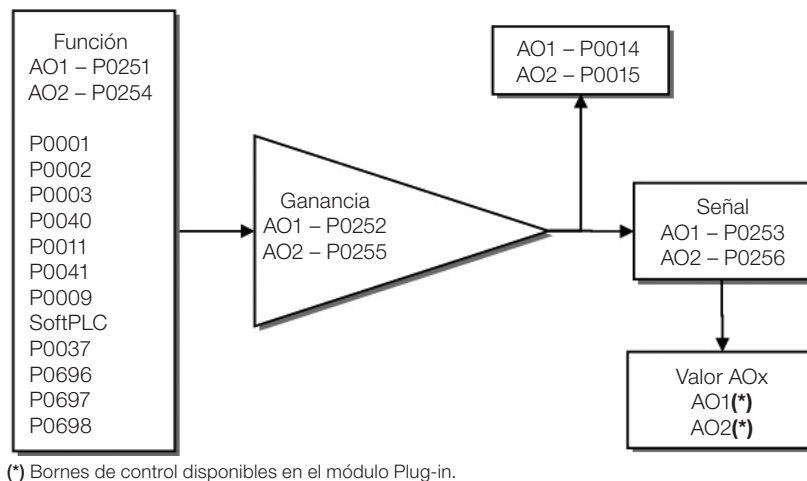 Función
AO1 – P0251
AO2 – P0254
P0001
P0002
P0003
P0040
P0011
P0041
P0009
SoftPLC
P0037
P0696
P0697
P0698
Ganancia
AO1 – P0252
AO2 – P0255
AO1 – P0014
AO2 – P0015
Señal
AO1 – P0253
AO2 – P0256
Valor AOx
AO1(*)
AO2(*)
(*) Bornes de control disponibles en el módulo Plug-in.